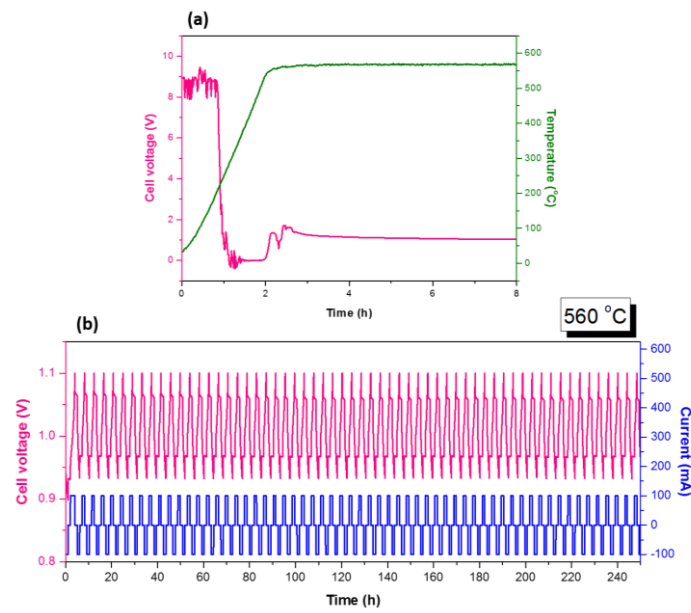 (a)
10
8
6
4
2
0
Cell voltage (V)
600
500
400
300
200
100
0
Temperature (°C)
0 2 4 6 8
Time (h)
560 °C
(b)
1.1
1.0
0.9
0.8
Cell voltage (V)
600
500
400
300
200
100
0
-100
Current (mA)
0 20 40 60 80 100 120 140 160 180 200 220 240
Time (h)